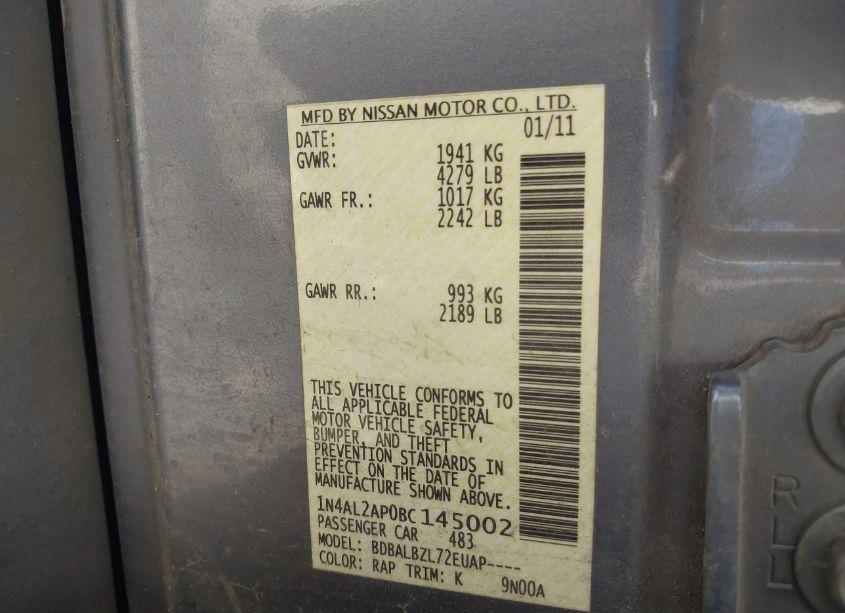 MFD BY NISSAN MOTOR CO., LTD.
DATE: 01/11
GVWR: 1941 KG
4279 LB
GAWR FR.: 1017 KG
2242 LB
GAWR RR.: 993 KG
2189 LB
THIS VEHICLE CONFORMS TO
ALL APPLICABLE FEDERAL
MOTOR VEHICLE SAFETY,
BUMPER, AND THEFT
PREVENTION STANDARDS IN
EFFECT ON THE DATE OF
MANUFACTURE SHOWN ABOVE.
1N4AL2AP0BC145002
PASSENGER CAR 483
MODEL: BDBALBZL72EUAP----
COLOR: RAP TRIM: K 9N00A